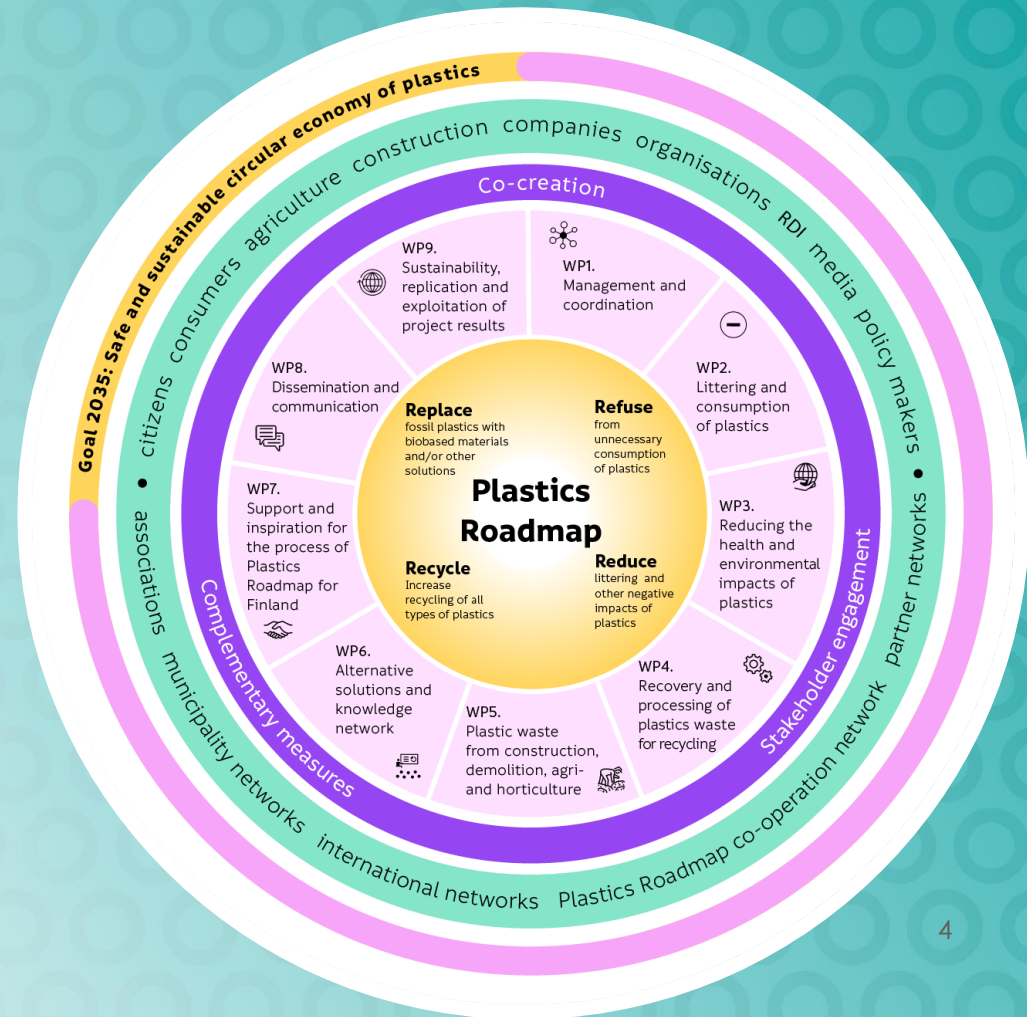 Goal 2035: Safe and sustainable circular economy of plastics
citizens consumers agriculture construction companies organisations RDI media policy makers
• partner networks
Plastics Roadmap co-operation network
international networks
municipality networks
associations •
Co-creation
Stakeholder engagement
Complementary measures
WP1.
Management and
coordination
WP2.
Littering and
consumption
of plastics
WP3.
Reducing the
health and
environmental
impacts of
plastics
WP4.
Recovery and
processing of
plastics waste
for recycling
WP5.
Plastic waste
from construction,
demolition, agri-
and horticulture
WP6.
Alternative
solutions and
knowledge
network
WP7.
Support and
inspiration for
the process of
Plastics
Roadmap for
Finland
WP8.
Dissemination and
communication
WP9.
Sustainability,
replication and
exploitation of
project results
Replace
fossil plastics with
biobased materials
and/or other
solutions
Refuse
from
unnecessary
consumption
of plastics
Plastics
Roadmap
Recycle
Increase
recycling of all
types of plastics
Reduce
littering and
other negative
impacts of
plastics
4